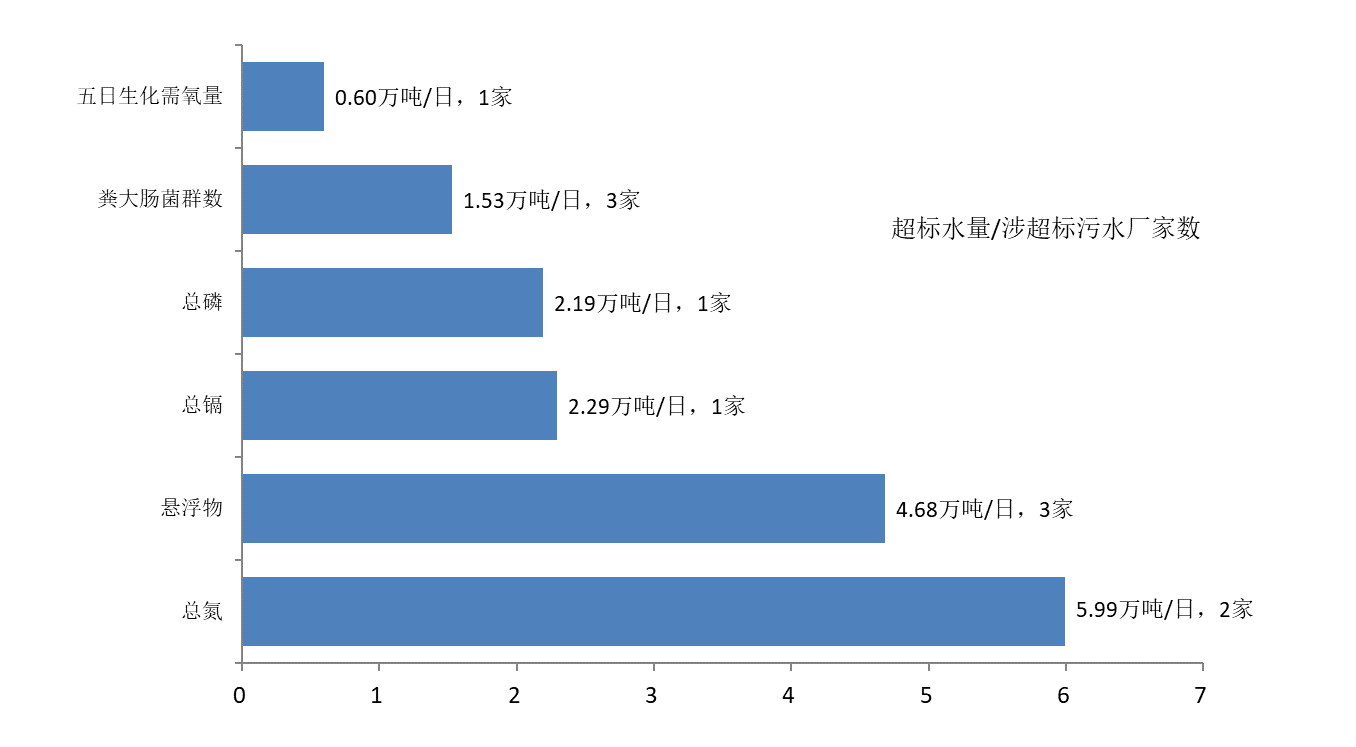 五日生化需氧量
0.60万吨/日，1家
粪大肠菌群数
1.53万吨/日，3家
超标水量/涉超标污水厂家数
总磷
2.19万吨/日，1家
总镉
2.29万吨/日，1家
悬浮物
4.68万吨/日，3家
总氮
5.99万吨/日，2家
0 1 2 3 4 5 6 7